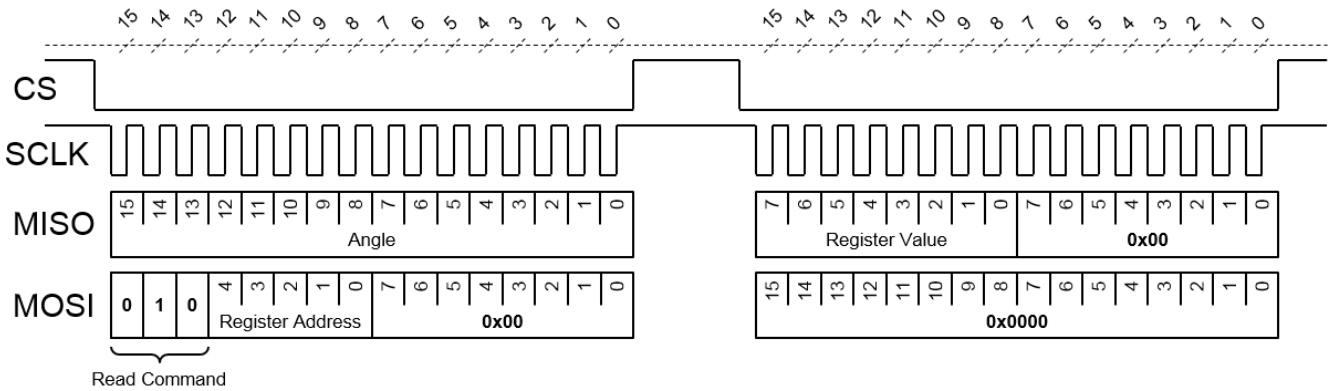 15 14 13 12 11 10 9 8 7 6 5 4 3 2 1 0 15 14 13 12 11 10 9 8 7 6 5 4 3 2 1 0
CS
SCLK
MISO 15 14 13 12 11 10 9 8 7 6 5 4 3 2 1 0 7 6 5 4 3 2 1 0 7 6 5 4 3 2 1 0
Angle Register Value 0x00
MOSI 0 1 0 4 3 2 1 0 7 6 5 4 3 2 1 0 15 14 13 12 11 10 9 8 7 6 5 4 3 2 1 0
Register Address 0x00 0x0000
Read Command